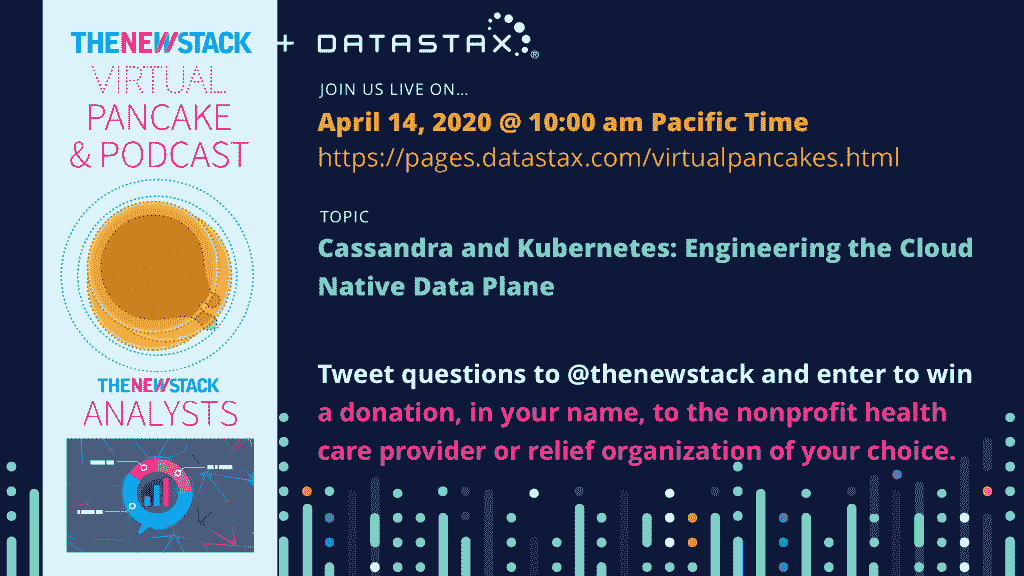 THENEWSTACK
VIRTUAL
PANCAKE
& PODCAST
THENEWSTACK
ANALYSTS
+ DATASTAX®
JOIN US LIVE ON...
April 14, 2020 @ 10:00 am Pacific Time
https://pages.datastax.com/virtualpancakes.html
TOPIC
Cassandra and Kubernetes: Engineering the Cloud
Native Data Plane
Tweet questions to @thenewstack and enter to win
a donation, in your name, to the nonprofit health
care provider or relief organization of your choice.